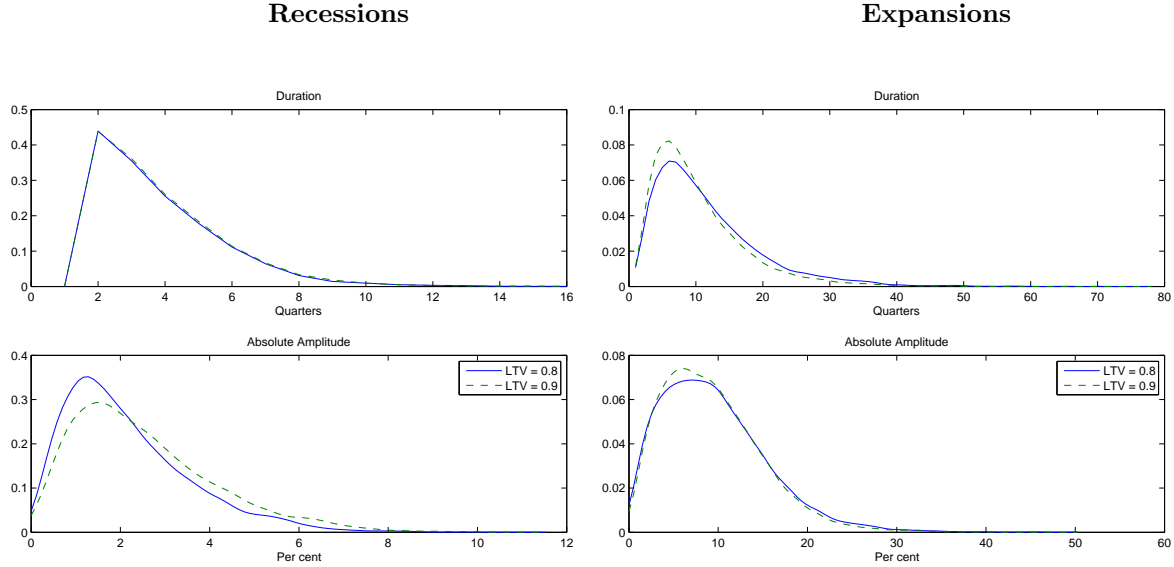 Recessions
Expansions
Duration
0.5
0.4
0.3
0.2
0.1
0
0 2 4 6 8 10 12 14 16
Quarters
Duration
0.1
0.08
0.06
0.04
0.02
0
0 10 20 30 40 50 60 70 80
Quarters
Absolute Amplitude
0.4
0.3
0.2
0.1
0
LTV = 0.8
LTV = 0.9
0 2 4 6 8 10 12
Per cent
Absolute Amplitude
0.08
0.06
0.04
0.02
0
LTV = 0.8
LTV = 0.9
0 10 20 30 40 50 60
Per cent